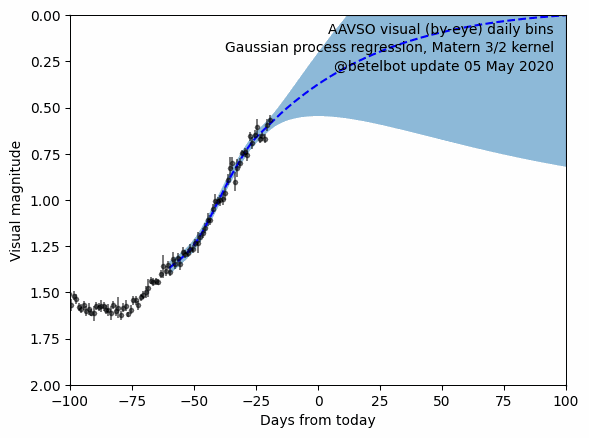 AAVSO visual (by-eye) daily bins
Gaussian process regression, Matern 3/2 kernel
@betelbot update 05 May 2020
0.00
0.25
0.50
0.75
1.00
1.25
1.50
1.75
2.00
Visual magnitude
−100 −75 −50 −25 0 25 50 75 100
Days from today